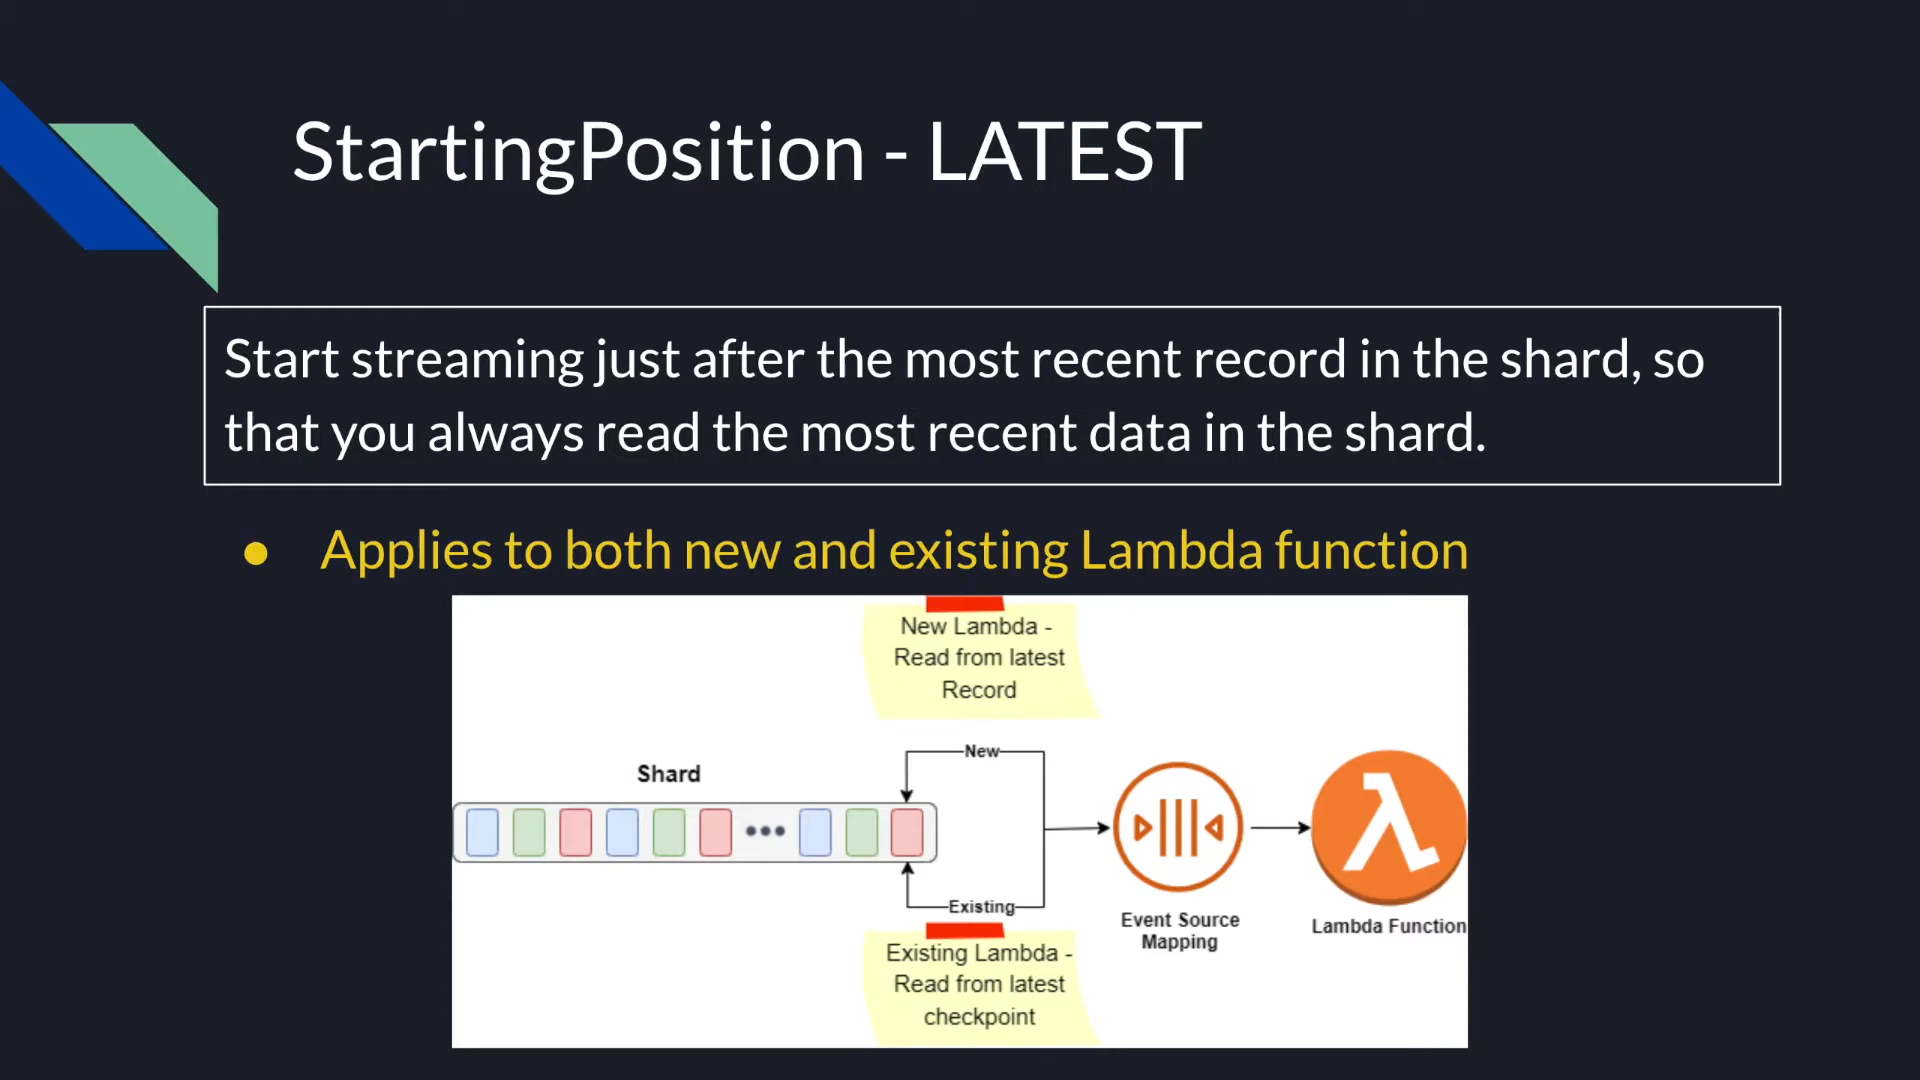 StartingPosition - LATEST
Start streaming just after the most recent record in the shard, so
that you always read the most recent data in the shard.
● Applies to both new and existing Lambda function
New Lambda -
Read from latest
Record
New
Shard
Existing
Event Source
Mapping
Lambda Function
Existing Lambda -
Read from latest
checkpoint